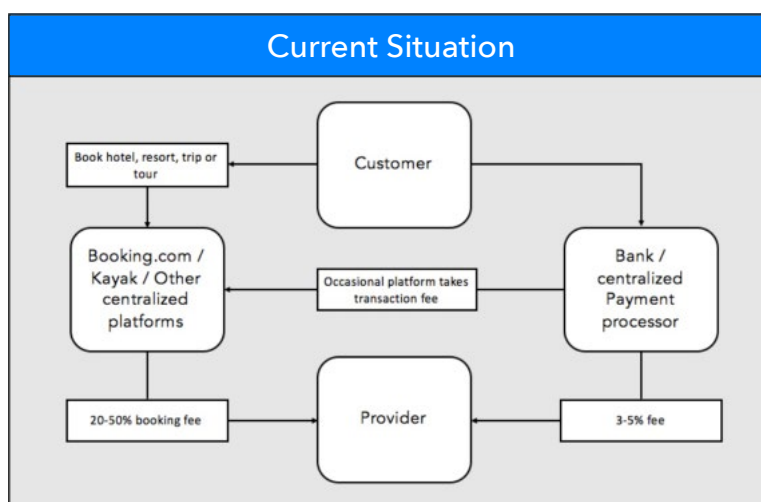 Current Situation
Customer
Book hotel, resort, trip or
tour
Booking.com /
Kayak / Other
centralized
platforms
Occasional platform takes
transaction fee
Bank /
centralized
Payment
processor
20-50% booking fee
Provider
3-5% fee